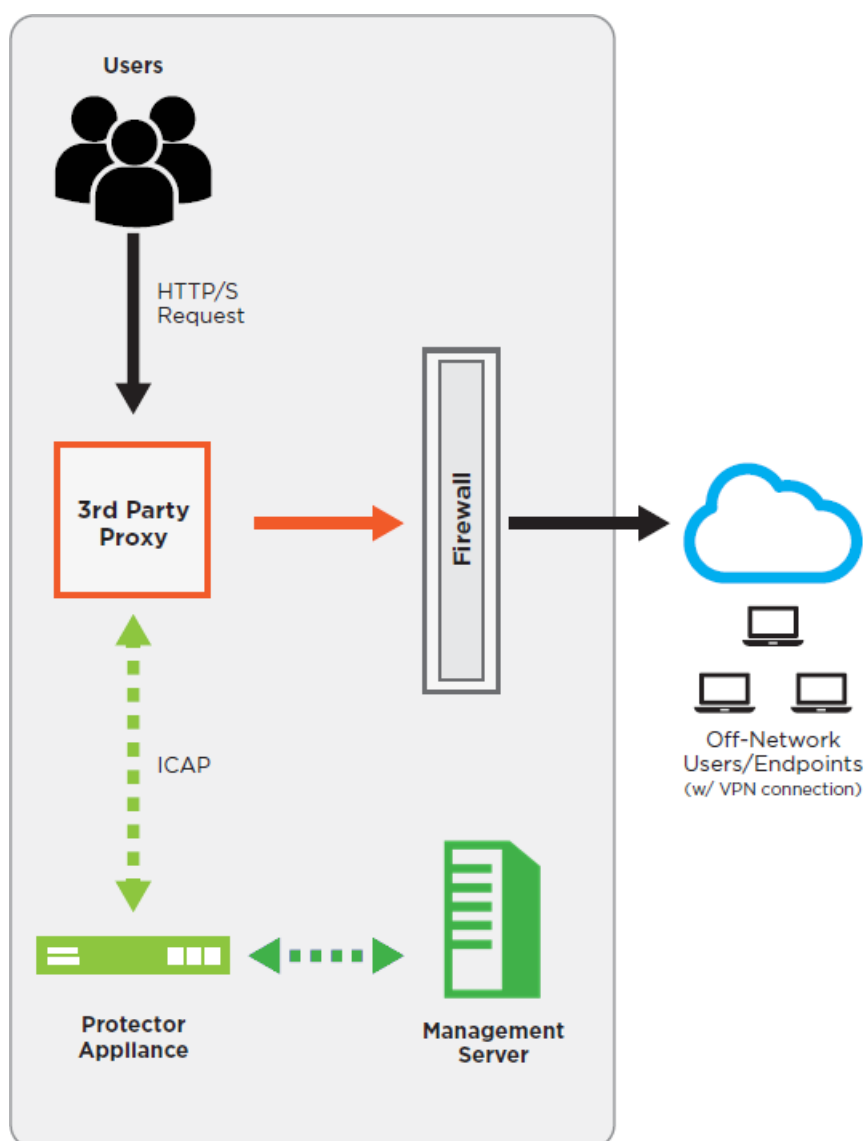 Users
HTTP/S
Request
3rd Party
Proxy
Firewall
Off-Network
Users/Endpoints
(w/ VPN connection)
ICAP
Protector
Appliance
Management
Server